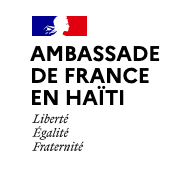 AMBASSADE
DE FRANCE
EN HAÏTI
Liberté
Égalité
Fraternité